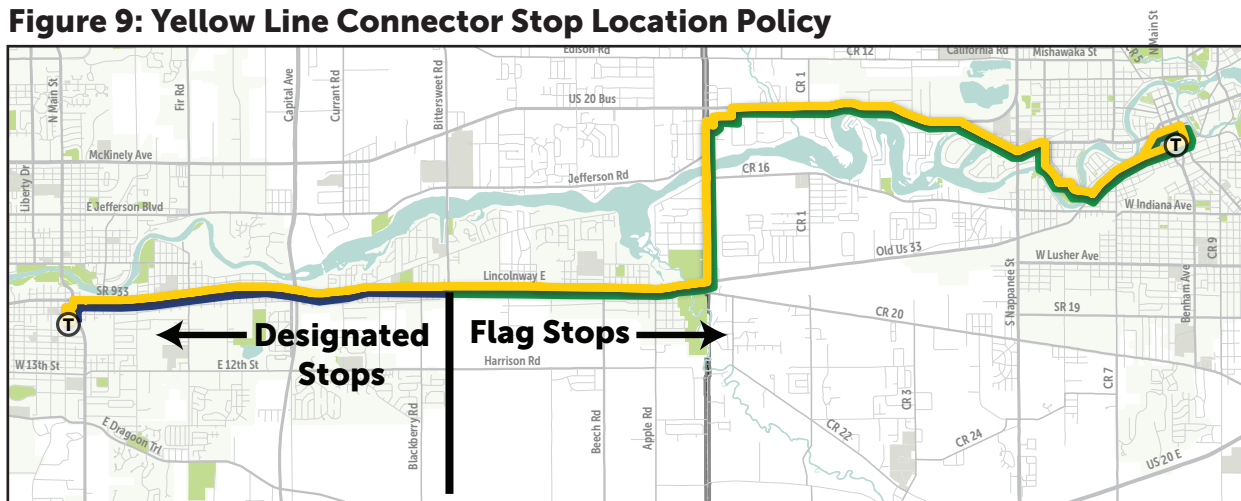 Figure 9: Yellow Line Connector Stop Location Policy
N Main St
Fir Rd
Capital Ave
Currant Rd
Bittersweet Rd
Edison Rd
CR 1
CR 12
California Rd
Mishawaka St
CR 5
N Main St
US 20 Bus
McKinely Ave
Liberty Dr
E Jefferson Blvd
Jefferson Rd
CR 16
CR 1
W Indiana Ave
Old Us 33
CR 9
W Lusher Ave
SR 933
Lincolnway E
T
T
Designated
Stops
Flag Stops
CR 20
S Nappanee St
SR 19
Benham Ave
W 13th St
E 12th St
Harrison Rd
E Dragoon Trl
Blackberry Rd
Beech Rd
Apple Rd
CR 3
CR 7
CR 22
CR 24
US 20 E